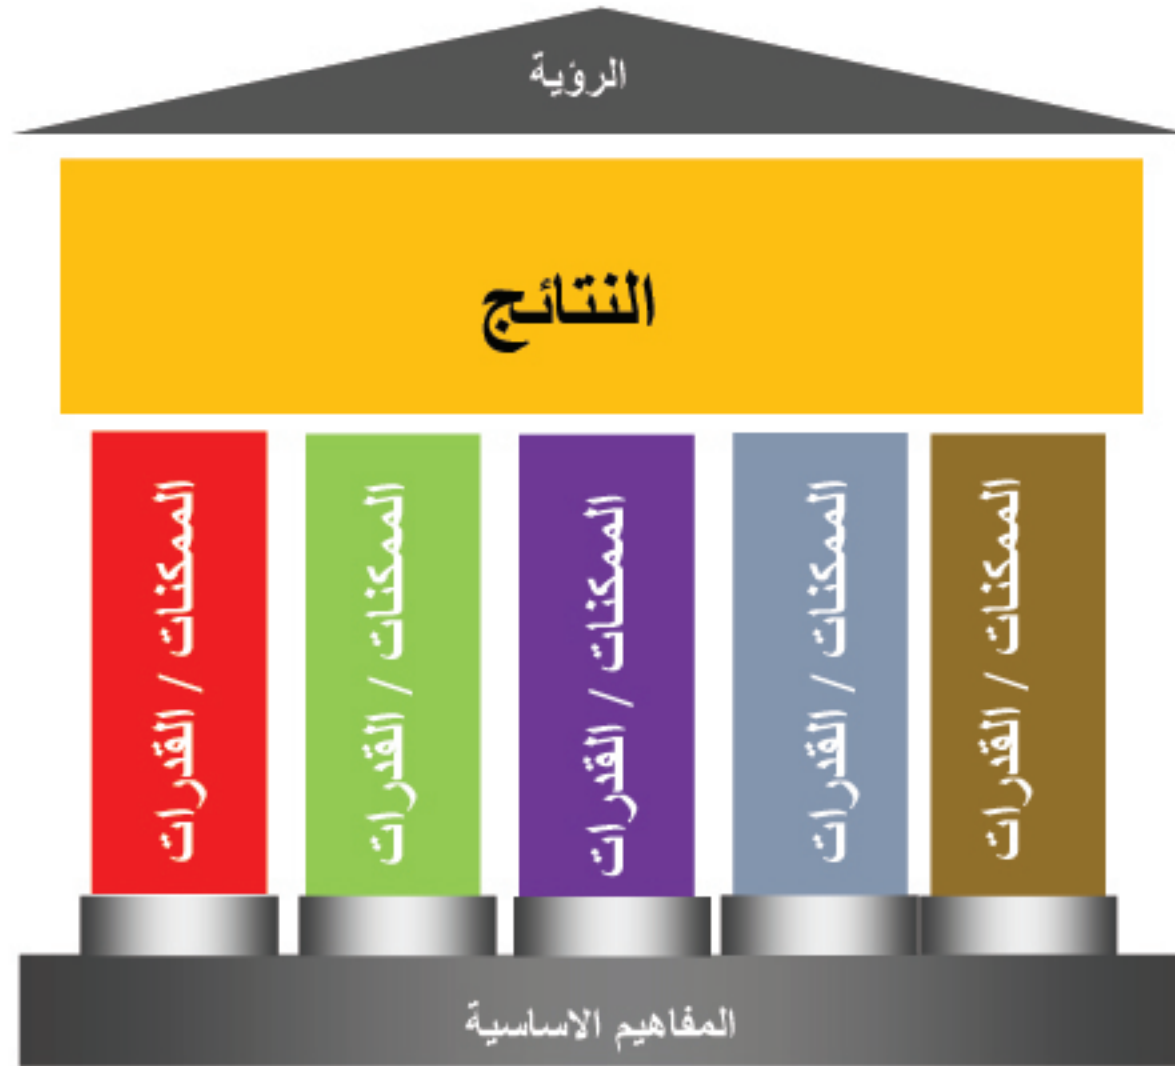 الرؤية
النتائج
الممكنات / القدرات
الممكنات / القدرات
الممكنات / القدرات
الممكنات / القدرات
الممكنات / القدرات
المفاهيم الاساسية